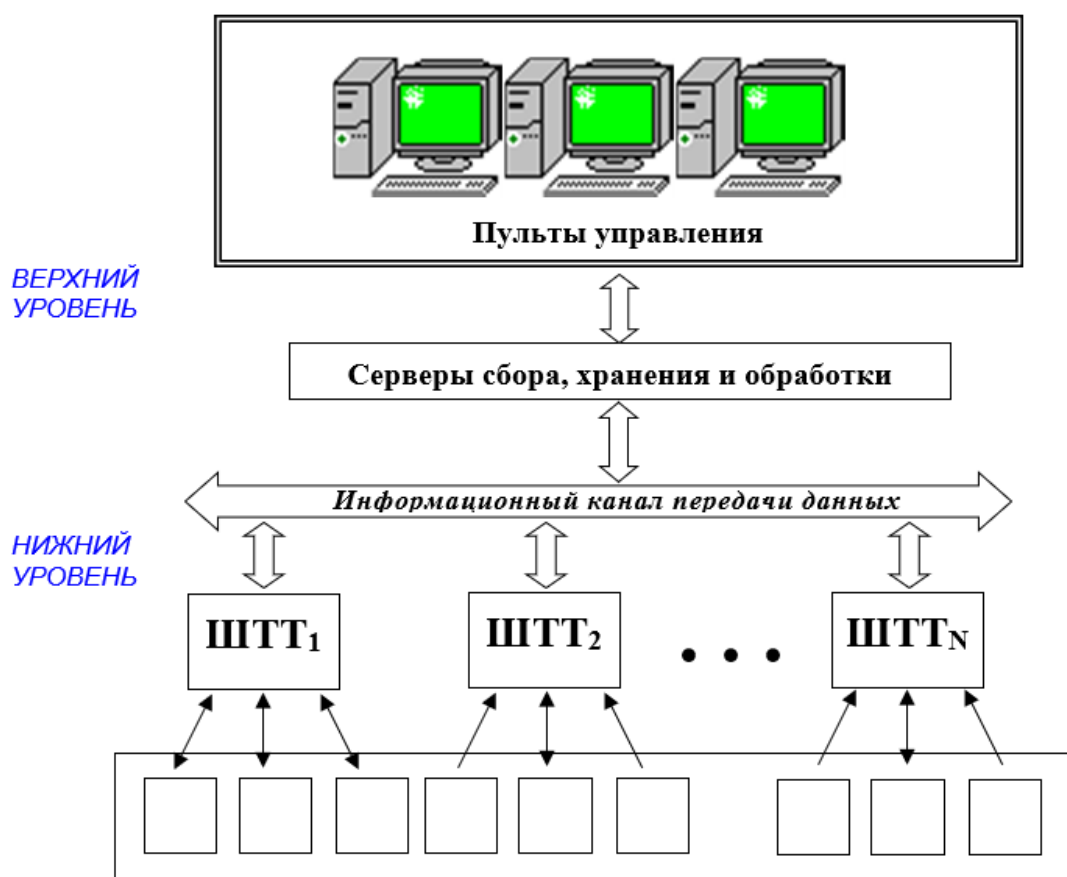 Пульты управления
ВЕРХНИЙ
УРОВЕНЬ
Серверы сбора, хранения и обработки
Информационный канал передачи данных
НИЖНИЙ
УРОВЕНЬ
ШТТ1
ШТТ2
• • •
ШТТN